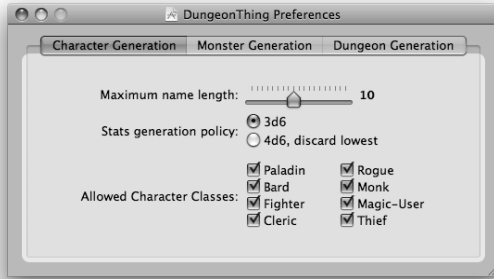 DungeonThing Preferences
Character Generation Monster Generation Dungeon Generation
Maximum name length: 10
Stats generation policy: 3d6
4d6, discard lowest
Allowed Character Classes:
Paladin Rogue
Bard Monk
Fighter Magic-User
Cleric Thief